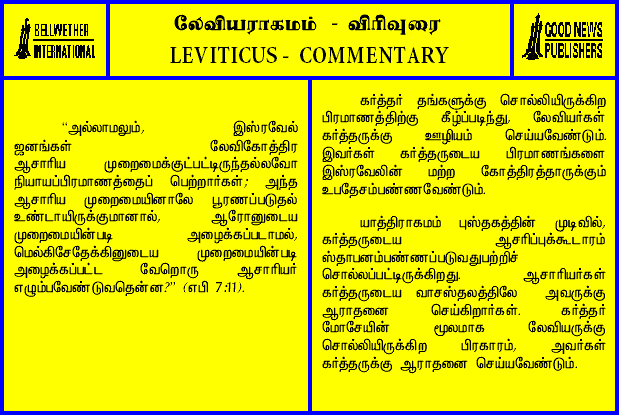 BELLWETHER
INTERNATIONAL
லேவியராகமம் - விரிவுரை
LEVITICUS - COMMENTARY
GOOD NEWS
PUBLISHERS
“அல்லாமலும், இஸ்ரவேல்
ஜனங்கள் லேவிகோத்திர
ஆசாரிய முறைமைக்குட்பட்டிருந்தல்லவோ
நியாயப்பிரமாணத்தைப் பெற்றார்கள்; அந்த
ஆசாரிய முறைமையினாலே பூரணப்படுதல்
உண்டாயிருக்குமானால், ஆரோனுடைய
முறைமையின்படி அழைக்கப்படாமல்,
மெல்கிசேதேக்கினுடைய முறைமையின்படி
அழைக்கப்பட்ட வேறொரு ஆசாரியர்
எழும்பவேண்டுவதென்ன?” (எபி 7:11).
கர்த்தர் தங்களுக்கு சொல்லியிருக்கிற
பிரமாணத்திற்கு கீழ்ப்படிந்து, லேவியர்கள்
கர்த்தருக்கு ஊழியம் செய்யவேண்டும்.
இவர்கள் கர்த்தருடைய பிரமாணங்களை
இஸ்ரவேலின் மற்ற கோத்திரத்தாருக்கும்
உபதேசம்பண்ணவேண்டும்.
யாத்திராகமம் புஸ்தகத்தின் முடிவில்,
கர்த்தருடைய ஆசரிப்புக்கூடாரம்
ஸ்தாபனம்பண்ணப்படுவதுபற்றிச்
சொல்லப்பட்டிருக்கிறது. ஆசாரியர்கள்
கர்த்தருடைய வாசஸ்தலத்திலே அவருக்கு
ஆராதனை செய்கிறார்கள். கர்த்தர்
மோசேயின் மூலமாக லேவியருக்கு
சொல்லியிருக்கிற பிரகாரம், அவர்கள்
கர்த்தருக்கு ஆராதனை செய்யவேண்டும்.